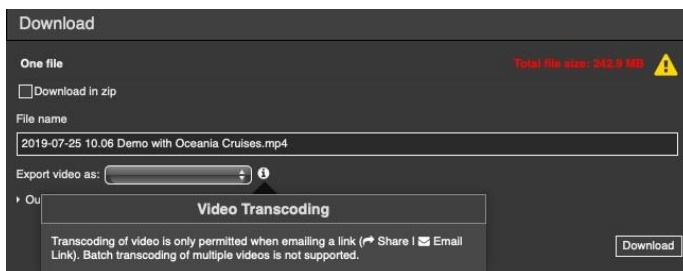 Download
One file
Total file size: 242.9 MB
Download in zip
File name
2019-07-25 10.06 Demo with Oceania Cruises.mp4
Export video as:
Ou
Video Transcoding
Transcoding of video is only permitted when emailing a link (Share | Email
Link). Batch transcoding of multiple videos is not supported.
Download